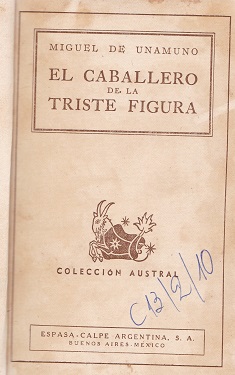 MIGUEL DE UNAMUNO
EL CABALLERO
DE LA
TRISTE FIGURA
COLECCIÓN AUSTRAL
C13/2/10
ESPASA-CALPE ARGENTINA, S. A.
BUENOS AIRES-MÉXICO